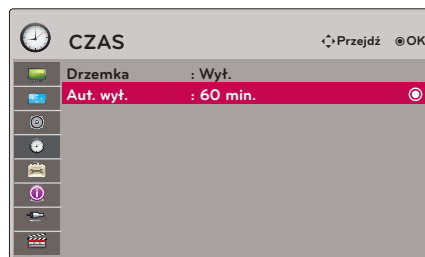 CZAS Przejdź OK
Drzemka : Wył.
Aut. wył. : 60 min.